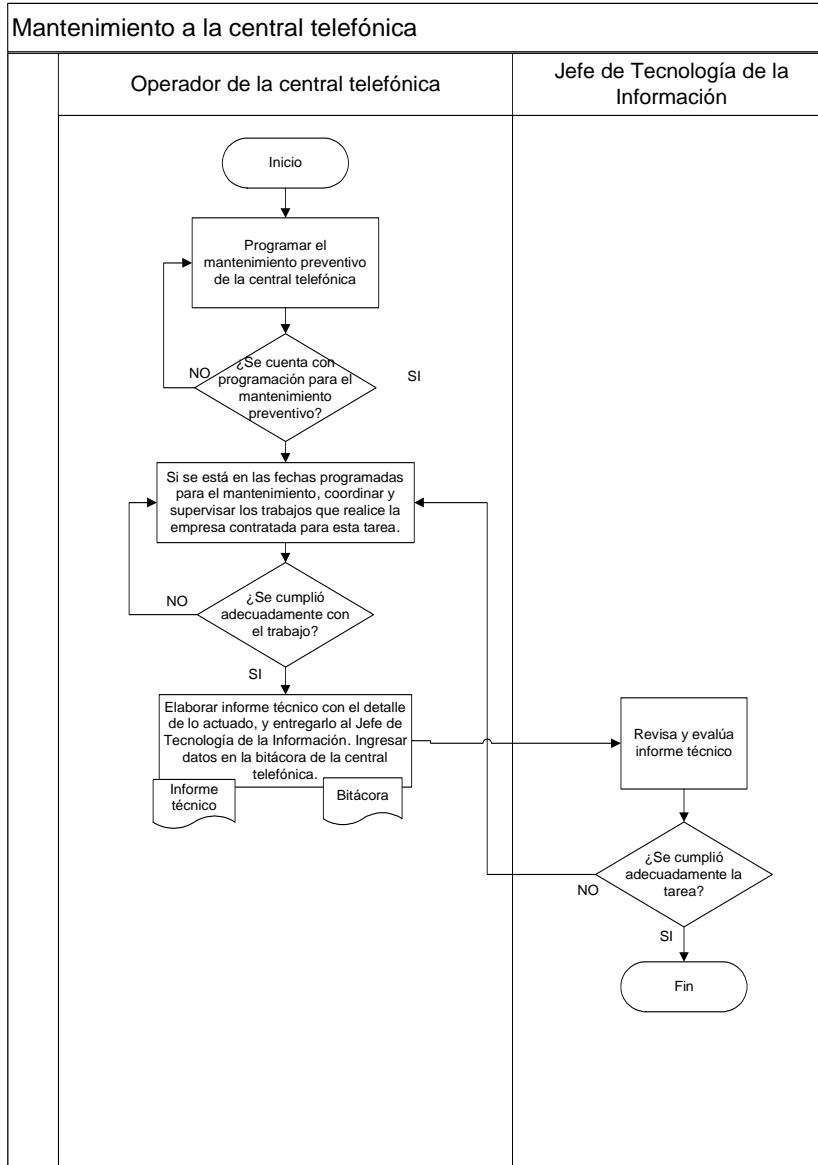 Mantenimiento a la central telefónica
Operador de la central telefónica
Jefe de Tecnología de la
Información
Inicio
Programar el
mantenimiento preventivo
de la central telefónica
¿Se cuenta con
programación para el
mantenimiento
preventivo?
NO
SI
Si se está en las fechas programadas
para el mantenimiento, coordinar y
supervisar los trabajos que realice la
empresa contratada para esta tarea.
¿Se cumplió
adecuadamente con
el trabajo?
NO
SI
Elaborar informe técnico con el detalle
de lo actuado, y entregarlo al Jefe de
Tecnología de la Información. Ingresar
datos en la bitácora de la central
telefónica.
Informe
técnico
Bitácora
Revisa y evalúa
informe técnico
¿Se cumplió
adecuadamente la
tarea?
NO
SI
Fin